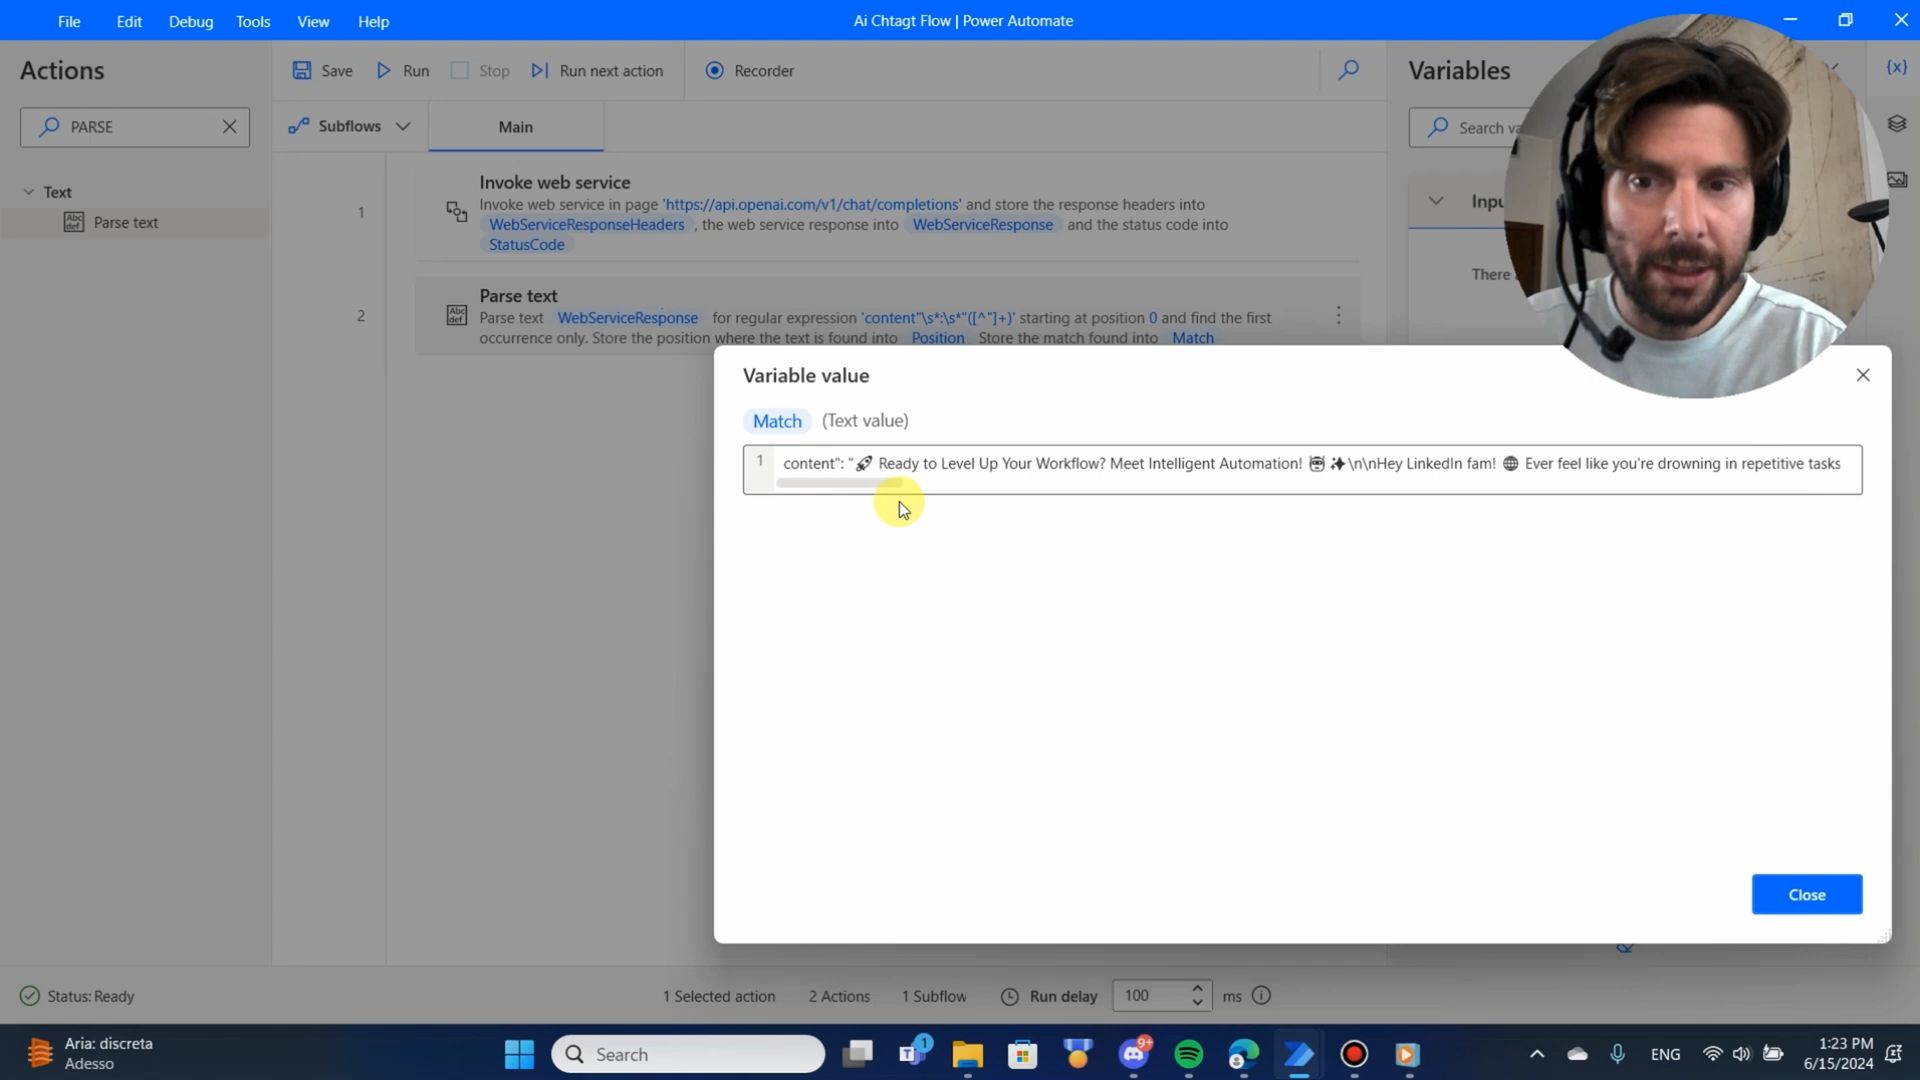 File Edit Debug Tools View Help
Ai Chtagt Flow | Power Automate
Actions
PARSE
Text
Parse text
Save Run Stop Run next action Recorder
Subflows Main
1
Invoke web service
Invoke web service in page 'https://api.openai.com/v1/chat/completions' and store the response headers into
WebServiceResponseHeaders , the web service response into WebServiceResponse and the status code into
StatusCode
2
Parse text
Parse text WebServiceResponse for regular expression 'content"\s*:\s*"([^"]+)' starting at position 0 and find the first
occurrence only. Store the position where the text is found into Position Store the match found into Match
Variables {x}
Search
There
Variable value
Match (Text value)
1 content": "🚀 Ready to Level Up Your Workflow? Meet Intelligent Automation! 🤖✨\n\nHey LinkedIn fam! 🌐 Ever feel like you're drowning in repetitive tasks
Close
Status: Ready
1 Selected action 2 Actions 1 Subflow Run delay 100 ms
Aria: discreta
Adesso
Search
1
9+
ENG
1:23 PM
6/15/2024